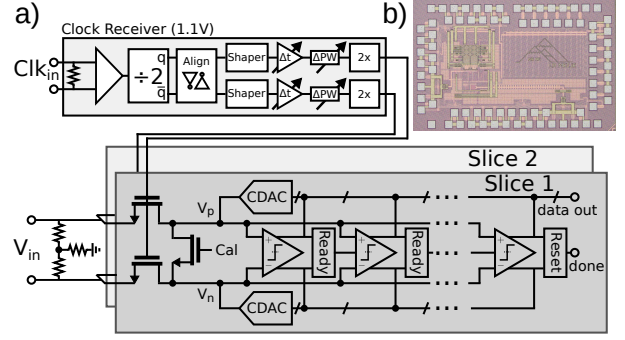 a)
Clock Receiver (1.1V)
b)
Clk_in
÷2
q
q̅
Align
Shaper
Δt
ΔPW
2x
Shaper
Δt
ΔPW
2x
Slice 2
Slice 1
V_in
V_p
CDAC
data out
Cal
+
-
Ready
+
-
Ready
+
-
Reset
done
V_n
CDAC